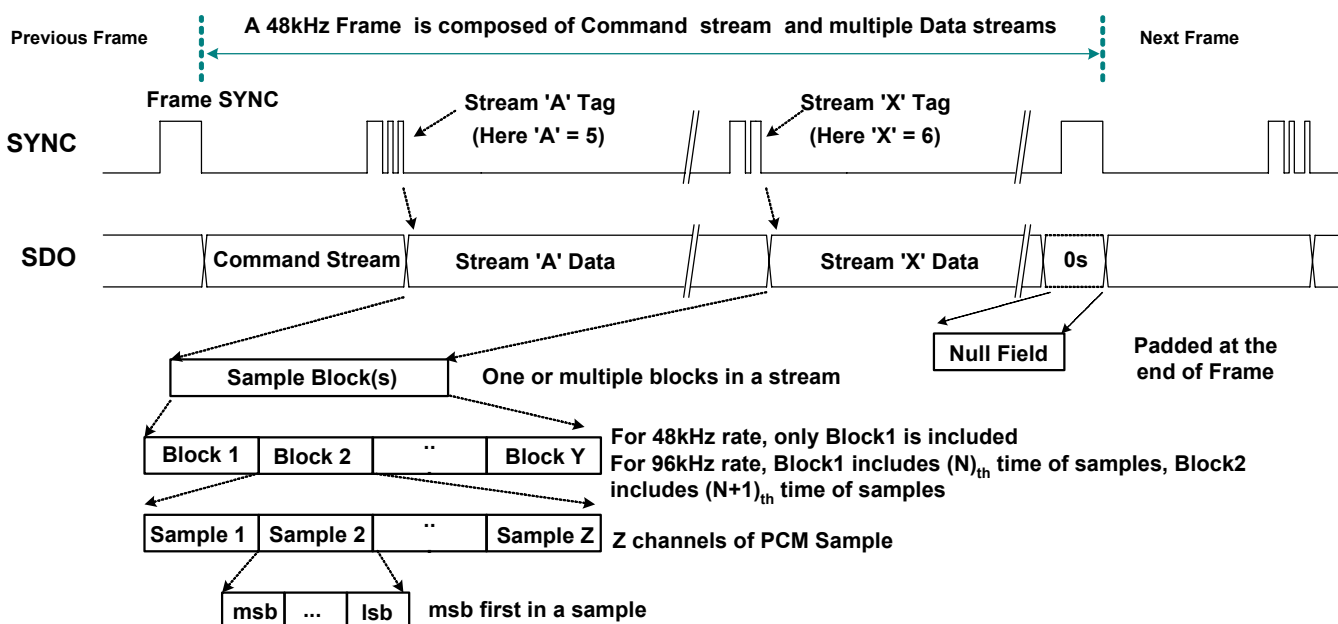 A 48kHz Frame is composed of Command stream and multiple Data streams
Previous Frame
Next Frame
Frame SYNC
Stream 'A' Tag
(Here 'A' = 5)
Stream 'X' Tag
(Here 'X' = 6)
SYNC
SDO
Command Stream
Stream 'A' Data
Stream 'X' Data
0s
Null Field
Padded at the
end of Frame
Sample Block(s)
One or multiple blocks in a stream
Block 1 Block 2 .. Block Y
For 48kHz rate, only Block1 is included
For 96kHz rate, Block1 includes (N)th time of samples, Block2
includes (N+1)th time of samples
Sample 1 Sample 2 .. Sample Z
Z channels of PCM Sample
msb ... lsb
msb first in a sample